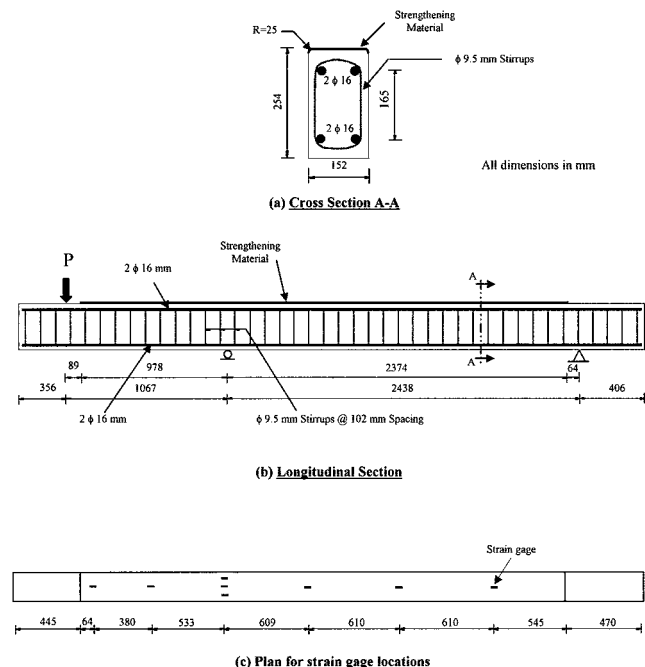 Strengthening
Material
R=25
ϕ 9.5 mm Stirrups
2 ϕ 16
254
165
2 ϕ 16
152
All dimensions in mm
(a) Cross Section A-A
P
2 ϕ 16 mm
Strengthening
Material
A
A
89
978
2374
64
356
1067
2438
406
2 ϕ 16 mm
ϕ 9.5 mm Stirrups @ 102 mm Spacing
(b) Longitudinal Section
Strain gage
445
64
380
533
609
610
610
545
470
(c) Plan for strain gage locations